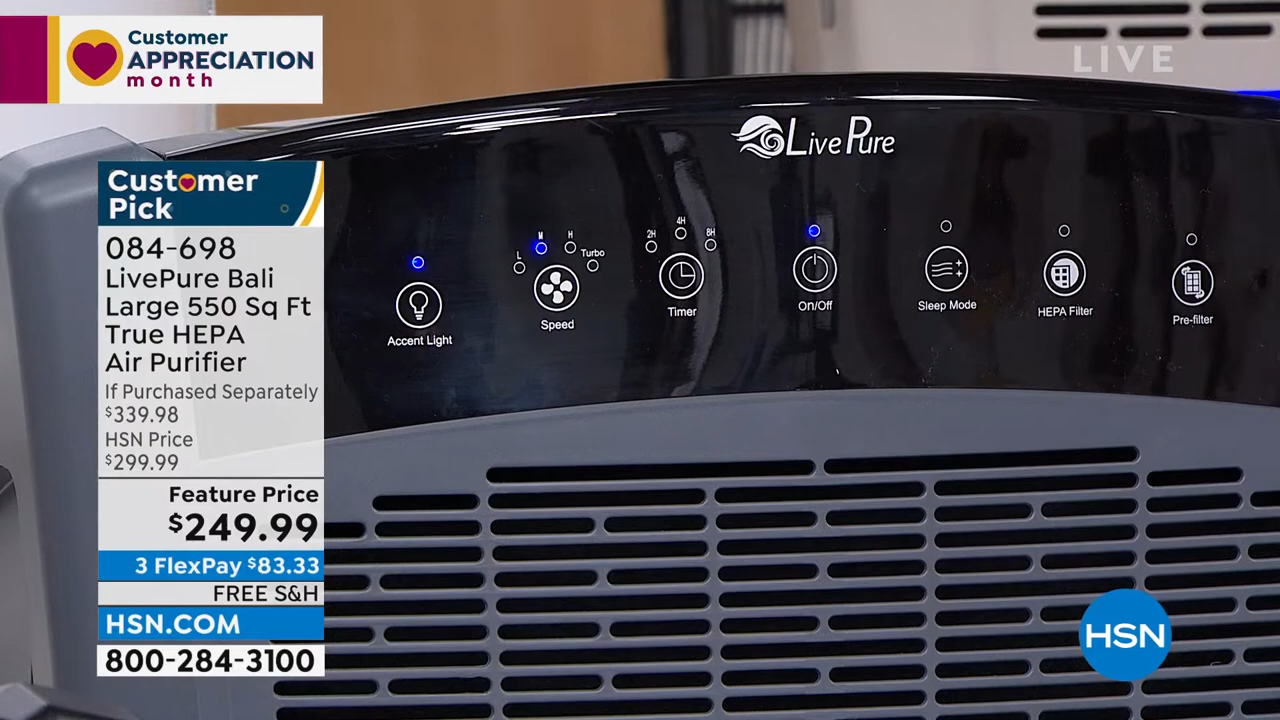 Customer
APPRECIATION
month
LIVE
Live Pure
Customer
Pick
084-698
LivePure Bali
Large 550 Sq Ft
True HEPA
Air Purifier
If Purchased Separately
$339.98
HSN Price
$299.99
Feature Price
$249.99
3 FlexPay $83.33
FREE S&H
HSN.COM
800-284-3100
Accent Light
L M H Turbo
Speed
2H 4H 8H
Timer
On/Off
Sleep Mode
HEPA Filter
Pre-filter
HSN